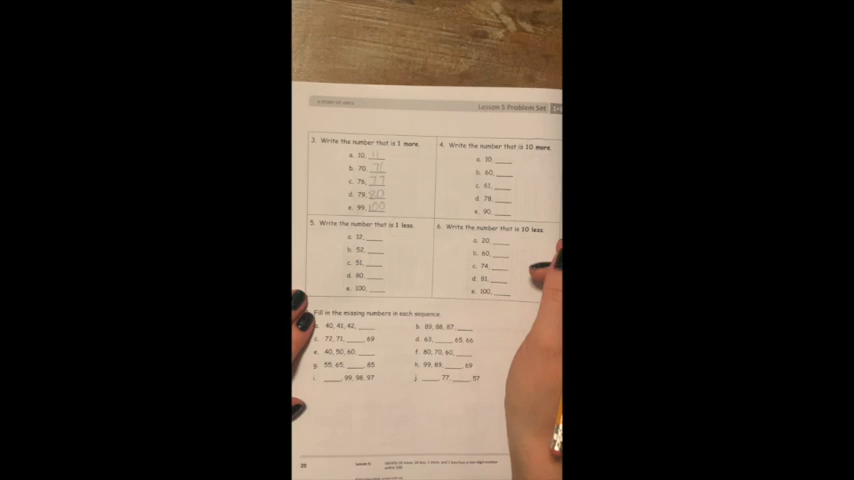 A STORY OF UNITS
Lesson 5 Problem Set
3. Write the number that is 1 more.
a. 10, 11
b. 70, 71
c. 76, 77
d. 79, 80
e. 99, 100
4. Write the number that is 10 more.
a. 10, ____
b. 60, ____
c. 61, ____
d. 78, ____
e. 90, ____
5. Write the number that is 1 less.
a. 12, ____
b. 52, ____
c. 51, ____
d. 80, ____
e. 100, ____
6. Write the number that is 10 less.
a. 20, ____
b. 60, ____
c. 74, ____
d. 81, ____
e. 100, ____
Fill in the missing numbers in each sequence.
a. 40, 41, 42, ____
b. 89, 88, 87, ____
c. 72, 71, ____, 69
d. 63, ____, 65, 66
e. 40, 50, 60, ____
f. 80, 70, 60, ____
g. 55, 65, ____, 85
h. 99, 89, ____, 69
i. ____, 99, 98, 97
j. ____, 77, ____, 57
20
Lesson 5: